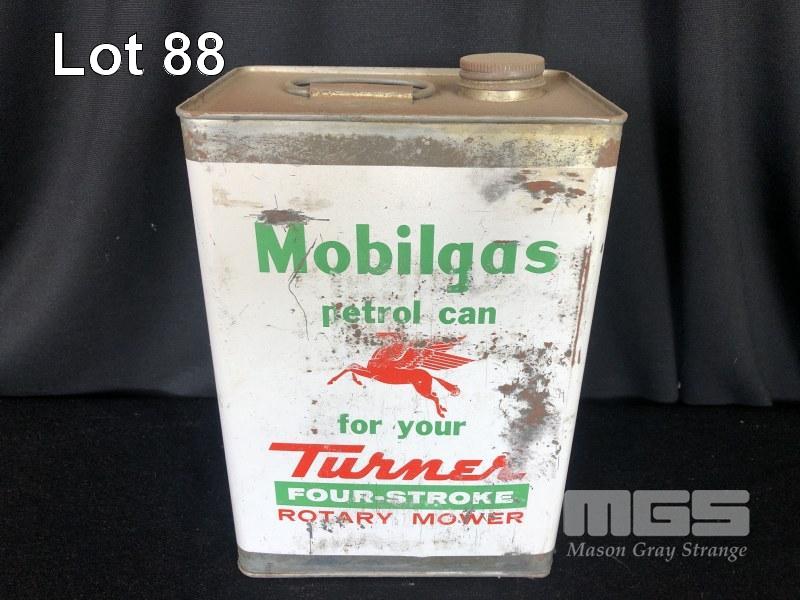 Lot 88
Mobilgas
petrol can
for your
Turner
FOUR-STROKE
ROTARY MOWER
MGS
Mason Gray Strange